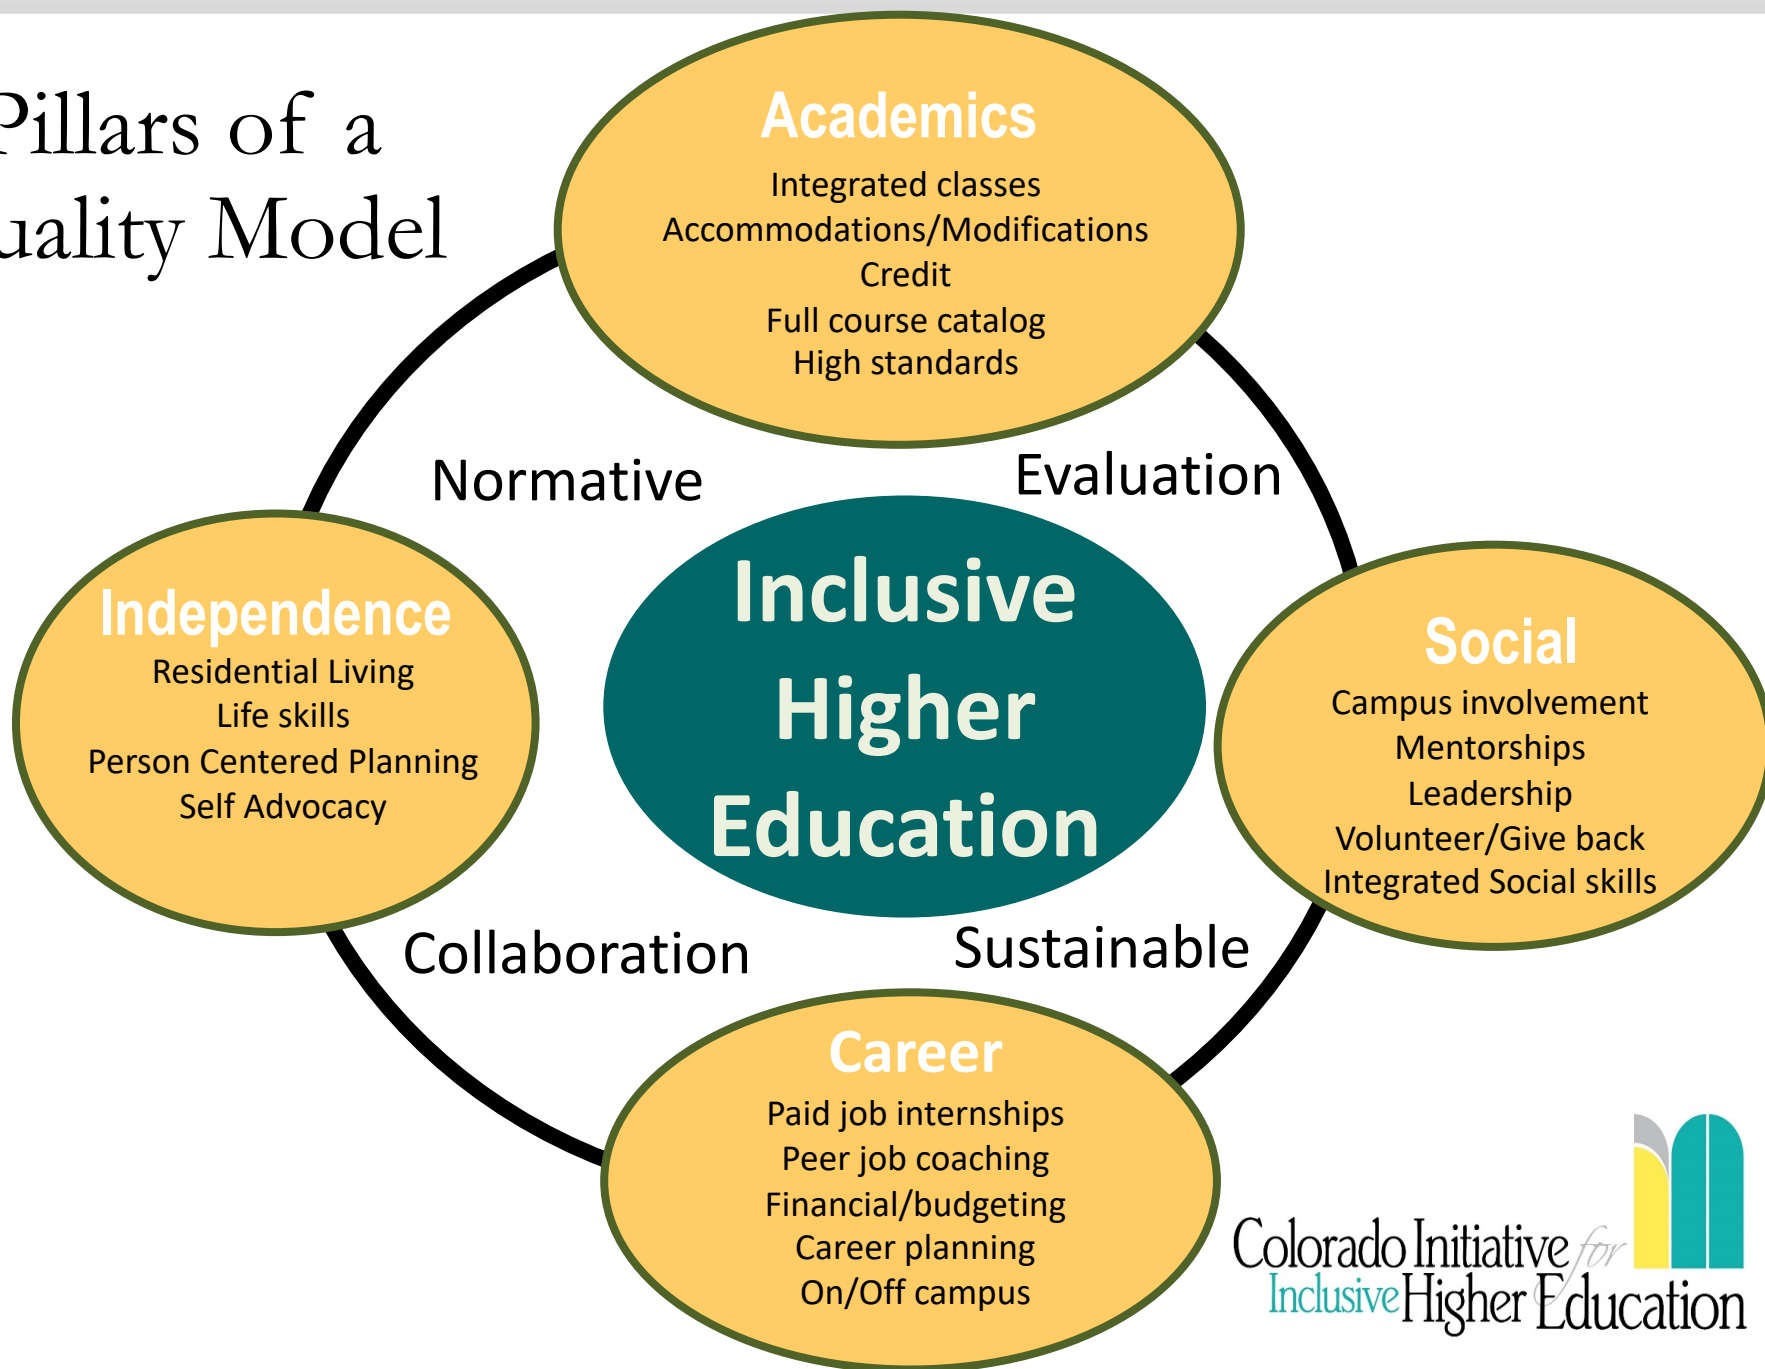 Pillars of a
uality Model
Academics
Integrated classes
Accommodations/Modifications
Credit
Full course catalog
High standards
Normative
Evaluation
Inclusive
Higher
Education
Independence
Residential Living
Life skills
Person Centered Planning
Self Advocacy
Social
Campus involvement
Mentorships
Leadership
Volunteer/Give back
Integrated Social skills
Collaboration
Sustainable
Career
Paid job internships
Peer job coaching
Financial/budgeting
Career planning
On/Off campus
Colorado Initiative for
Inclusive Higher Education